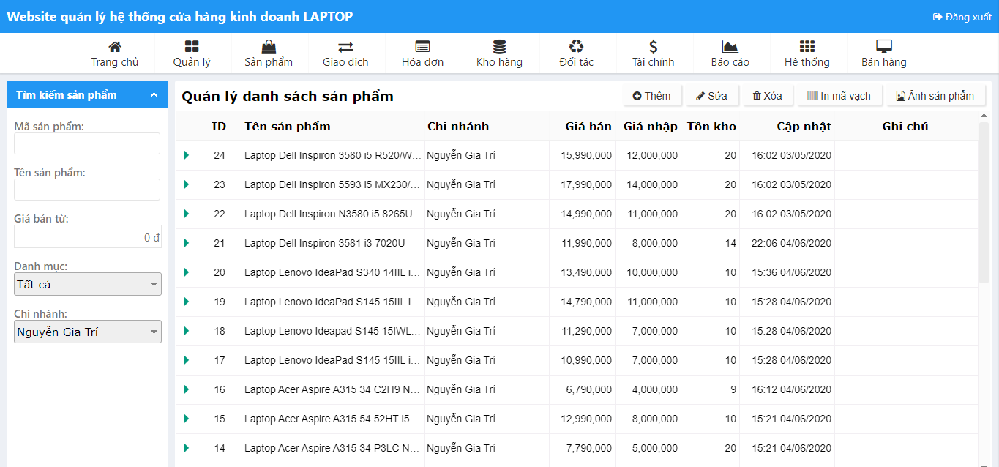 Website quản lý hệ thống cửa hàng kinh doanh LAPTOP Đăng xuất
Trang chủ Quản lý Sản phẩm Giao dịch Hóa đơn Kho hàng Đối tác Tài chính Báo cáo Hệ thống Bán hàng
Tìm kiếm sản phẩm
Mã sản phẩm:
Tên sản phẩm:
Giá bán từ:
0 đ
Danh mục:
Tất cả
Chi nhánh:
Nguyễn Gia Trí
Quản lý danh sách sản phẩm Thêm Sửa Xóa In mã vạch Ảnh sản phẩm
ID Tên sản phẩm Chi nhánh Giá bán Giá nhập Tồn kho Cập nhật Ghi chú
24 Laptop Dell Inspiron 3580 i5 R520/W... Nguyễn Gia Trí 15,990,000 12,000,000 20 16:02 03/05/2020
23 Laptop Dell Inspiron 5593 i5 MX230/... Nguyễn Gia Trí 17,990,000 14,000,000 20 16:02 03/05/2020
22 Laptop Dell Inspiron N3580 i5 8265U... Nguyễn Gia Trí 14,990,000 11,000,000 20 16:02 03/05/2020
21 Laptop Dell Inspiron 3581 i3 7020U Nguyễn Gia Trí 11,990,000 8,000,000 14 22:06 04/06/2020
20 Laptop Lenovo IdeaPad S340 14IIL i... Nguyễn Gia Trí 13,490,000 10,000,000 10 15:36 04/06/2020
19 Laptop Lenovo IdeaPad S145 15IIL i... Nguyễn Gia Trí 14,790,000 11,000,000 10 15:28 04/06/2020
18 Laptop Lenovo Ideapad S145 15IWL... Nguyễn Gia Trí 11,290,000 7,000,000 10 15:28 04/06/2020
17 Laptop Lenovo IdeaPad S145 15IIL i... Nguyễn Gia Trí 10,990,000 7,000,000 10 15:28 04/06/2020
16 Laptop Acer Aspire A315 34 C2H9 N... Nguyễn Gia Trí 6,790,000 4,000,000 9 16:12 04/06/2020
15 Laptop Acer Aspire A315 54 52HT i5 ... Nguyễn Gia Trí 12,990,000 8,000,000 10 15:21 04/06/2020
14 Laptop Acer Aspire A315 34 P3LC N... Nguyễn Gia Trí 7,790,000 5,000,000 20 15:21 04/06/2020